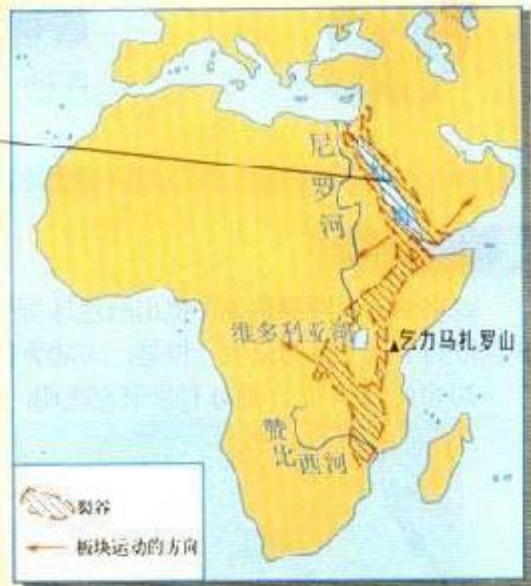 尼罗河
维多利亚湖
乞力马扎罗山
赞比西河
裂谷
板块运动的方向